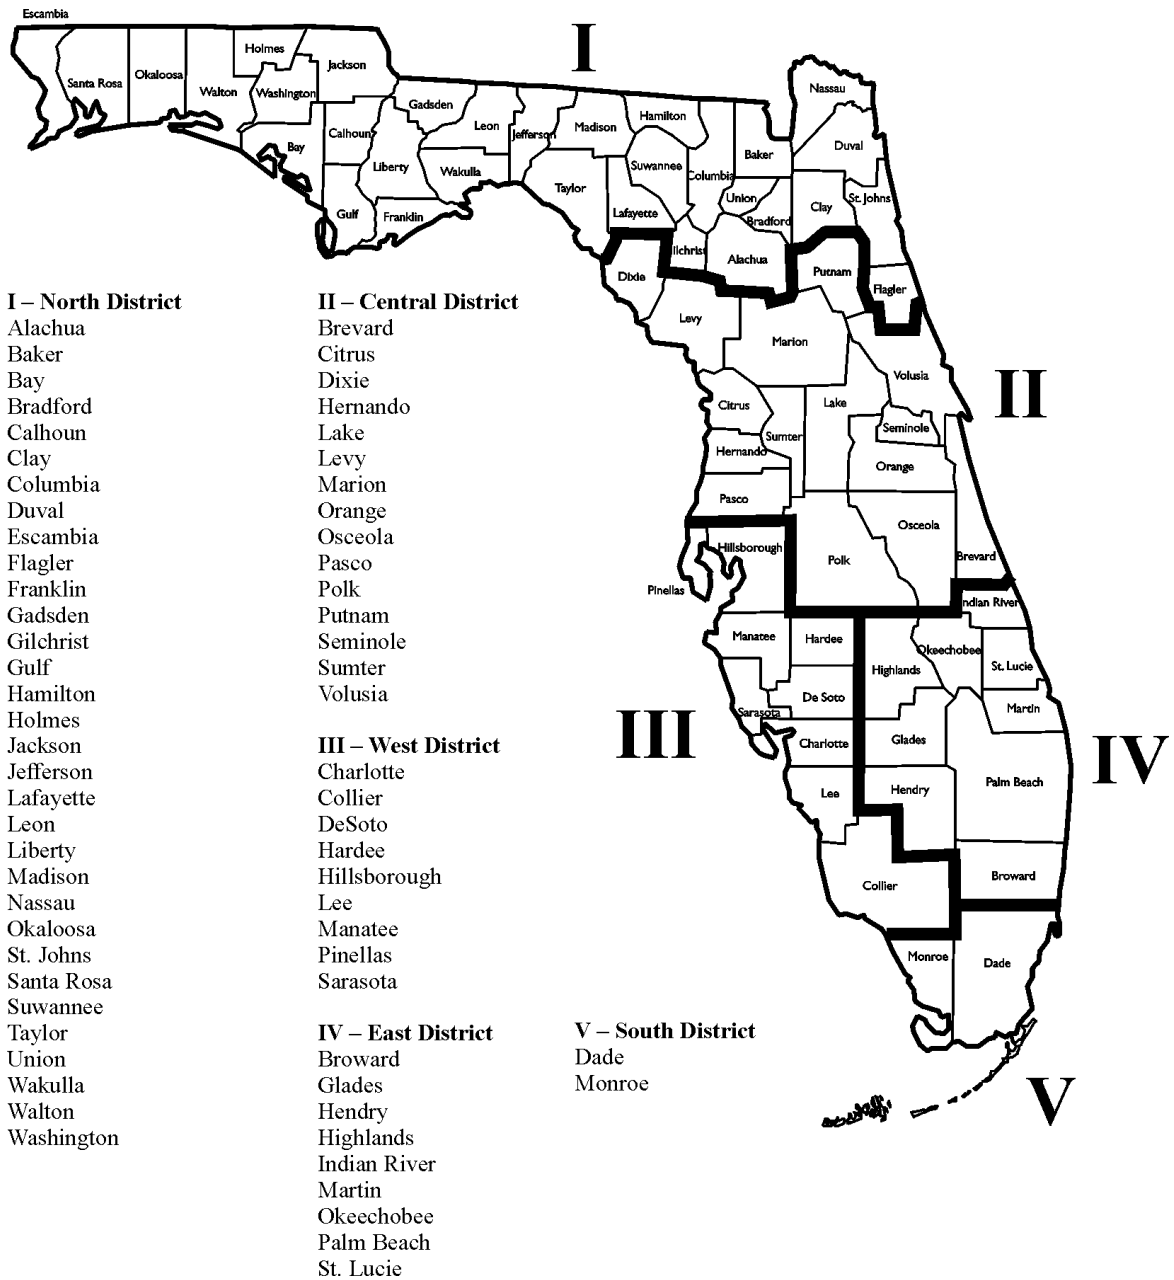 Escambia
I
Holmes
Jackson
Santa Rosa
Okaloosa
Walton
Washington
Nassau
Gadsden
Hamilton
Leon
Jefferson
Madison
Calhoun
Bay
Duval
Baker
Liberty
Wakulla
Suwannee
Columbia
Taylor
Union
St. Johns
Clay
Gulf
Franklin
Lafayette
Bradford
ilchrist
Alachua
Dixie
Putnam
Flagler
Levy
Marion
Volusia
II
Citrus
Lake
Sumter
Seminole
Hernando
Orange
Pasco
Osceola
Hillsborough
Polk
Brevard
Pinellas
Indian River
Manatee
Hardee
Okeechobee
Highlands
St. Lucie
De Soto
Sarasota
Martin
III
Charlotte
Glades
IV
Lee
Hendry
Palm Beach
Collier
Broward
Monroe
Dade
V
I – North District
Alachua
Baker
Bay
Bradford
Calhoun
Clay
Columbia
Duval
Escambia
Flagler
Franklin
Gadsden
Gilchrist
Gulf
Hamilton
Holmes
Jackson
Jefferson
Lafayette
Leon
Liberty
Madison
Nassau
Okaloosa
St. Johns
Santa Rosa
Suwannee
Taylor
Union
Wakulla
Walton
Washington
II – Central District
Brevard
Citrus
Dixie
Hernando
Lake
Levy
Marion
Orange
Osceola
Pasco
Polk
Putnam
Seminole
Sumter
Volusia
III – West District
Charlotte
Collier
DeSoto
Hardee
Hillsborough
Lee
Manatee
Pinellas
Sarasota
IV – East District
Broward
Glades
Hendry
Highlands
Indian River
Martin
Okeechobee
Palm Beach
St. Lucie
V – South District
Dade
Monroe